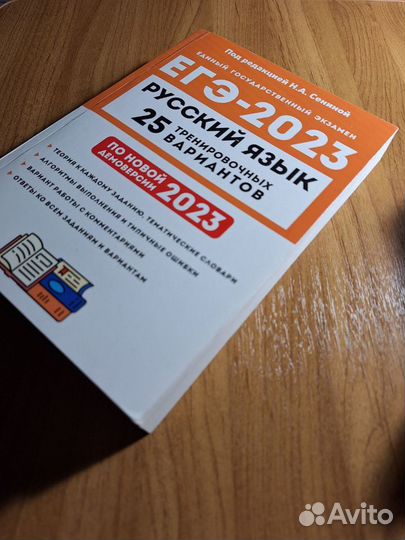 Под редакцией Н.А. Сениной
ЕДИНЫЙ ГОСУДАРСТВЕННЫЙ ЭКЗАМЕН
ЕГЭ-2023
РУССКИЙ ЯЗЫК
25 ТРЕНИРОВОЧНЫХ
ВАРИАНТОВ
ПО НОВОЙ
ДЕМОВЕРСИИ 2023
ТЕОРИЯ К КАЖДОМУ ЗАДАНИЮ, ТЕМАТИЧЕСКИЕ СЛОВАРИ
АЛГОРИТМЫ ВЫПОЛНЕНИЯ И ТИПИЧНЫЕ ОШИБКИ
ВАРИАНТ РАБОТЫ С КОММЕНТАРИЯМИ
ОТВЕТЫ КО ВСЕМ ЗАДАНИЯМ И ВАРИАНТАМ
Avito